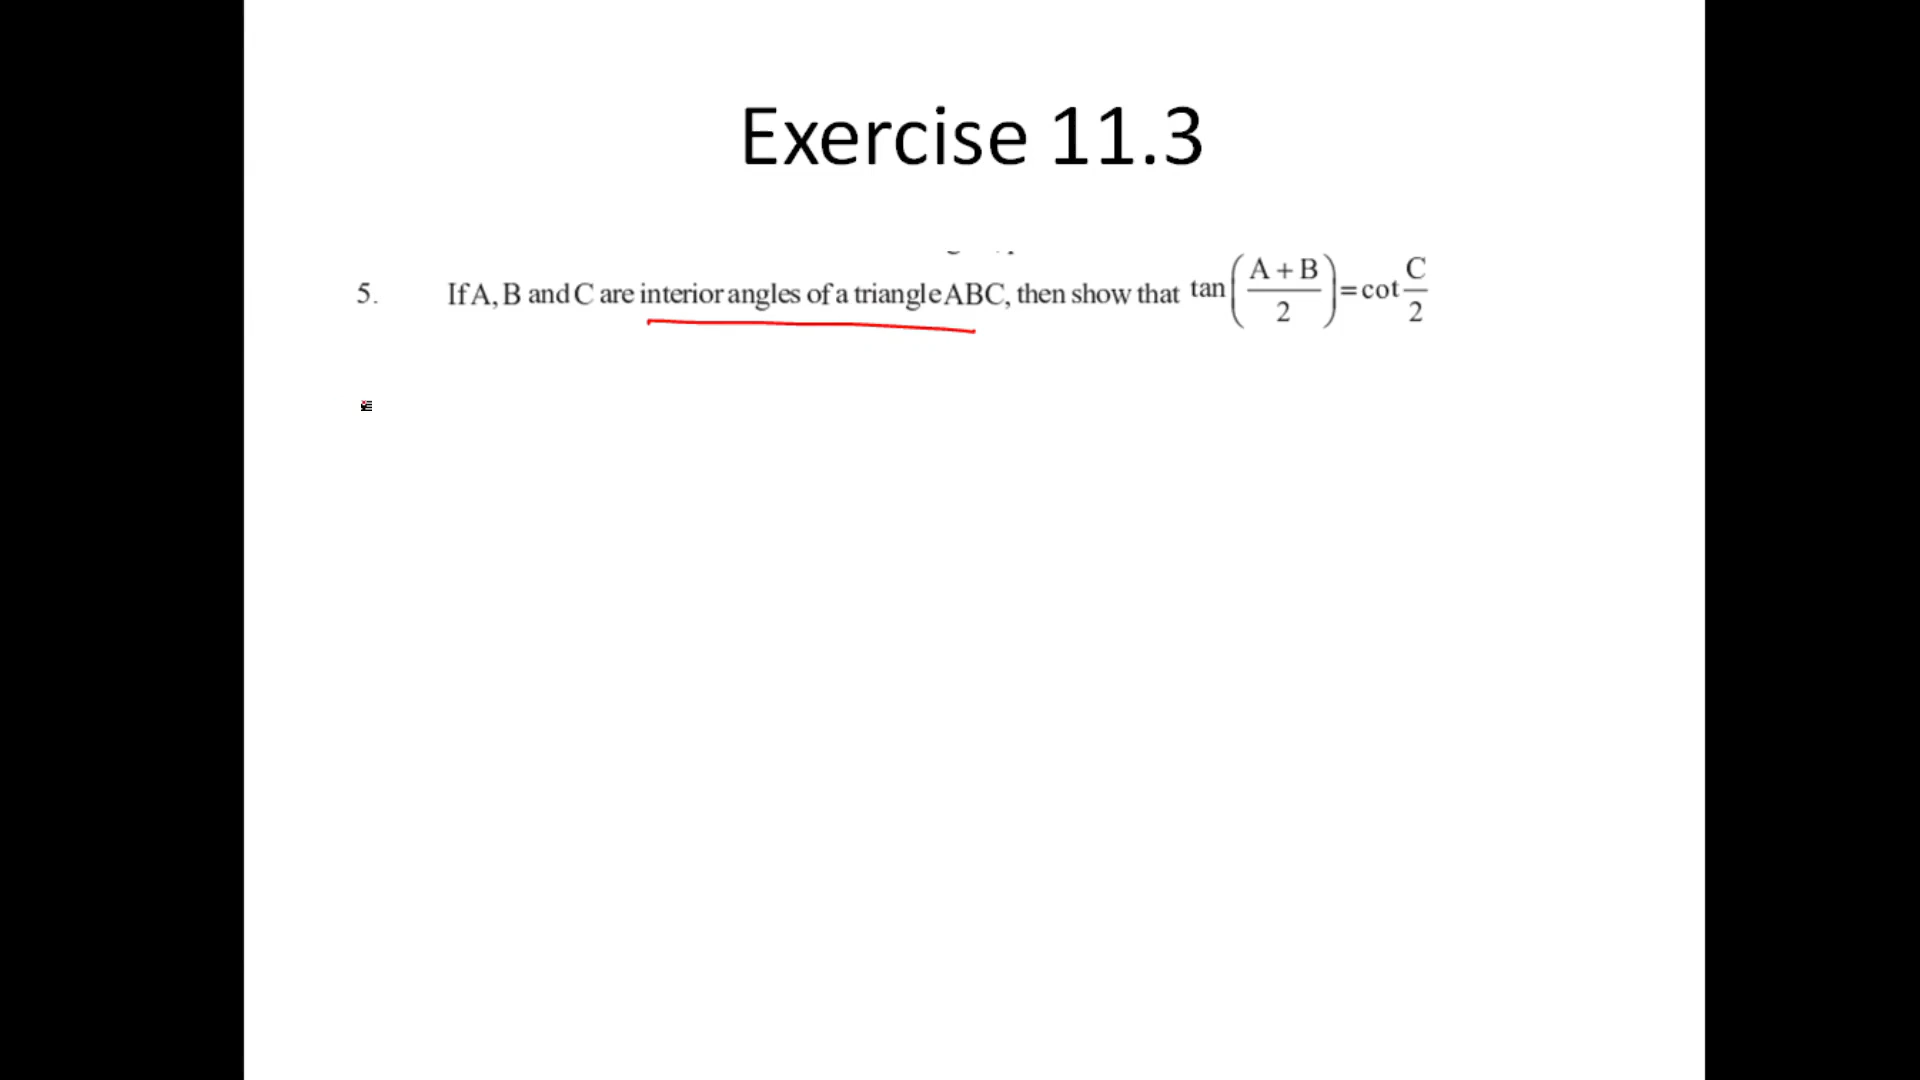 Exercise 11.3
5. If A, B and C are interior angles of a triangle ABC, then show that tan((A+B)/2)=cot C/2